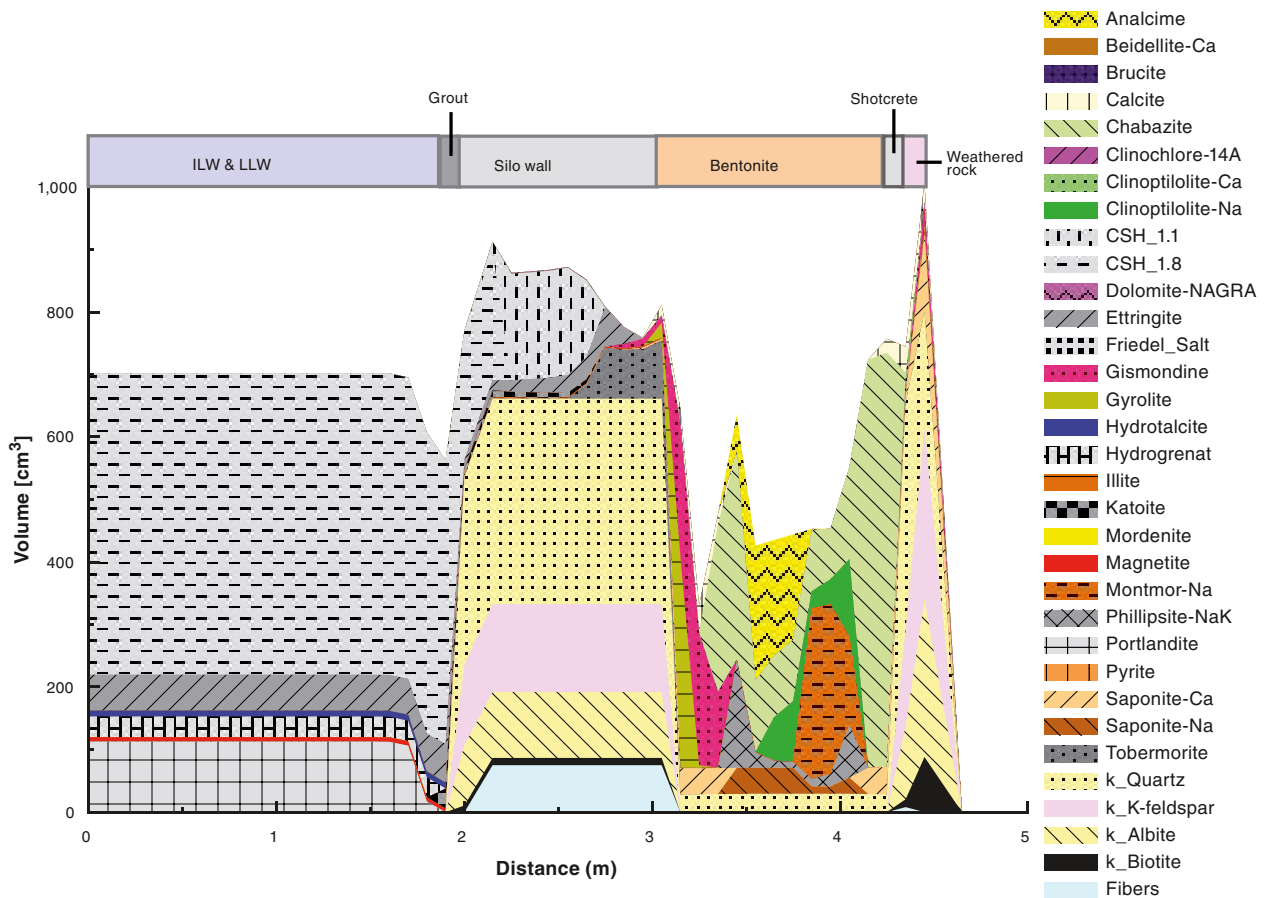 Grout
Shotcrete
ILW & LLW
Silo wall
Bentonite
Weathered
rock
1,000
800
600
400
200
0
Volume [cm³]
0
1
2
3
4
5
Distance (m)
Analcime
Beidellite-Ca
Brucite
Calcite
Chabazite
Clinochlore-14A
Clinoptilolite-Ca
Clinoptilolite-Na
CSH_1.1
CSH_1.8
Dolomite-NAGRA
Ettringite
Friedel_Salt
Gismondine
Gyrolite
Hydrotalcite
Hydrogrenat
Illite
Katoite
Mordenite
Magnetite
Montmor-Na
Phillipsite-NaK
Portlandite
Pyrite
Saponite-Ca
Saponite-Na
Tobermorite
k_Quartz
k_K-feldspar
k_Albite
k_Biotite
Fibers